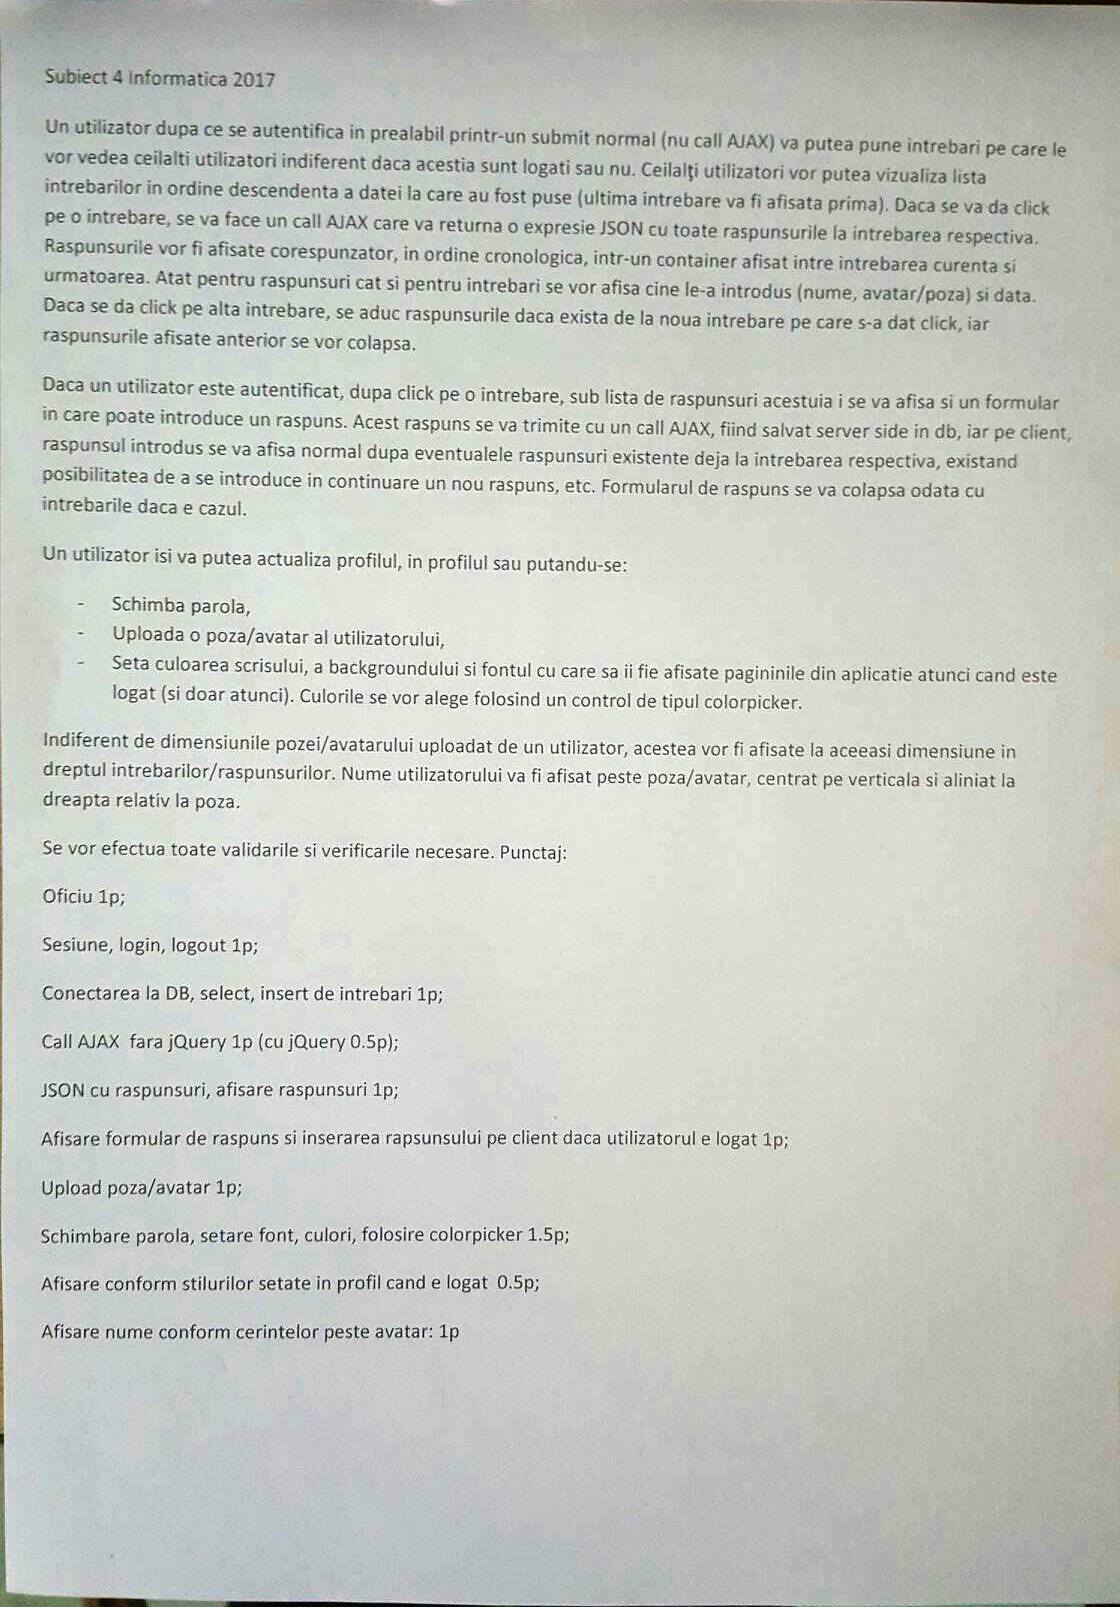 Subiect 4 Informatica 2017
Un utilizator dupa ce se autentifica in prealabil printr-un submit normal (nu call AJAX) va putea pune intrebari pe care le
vor vedea ceilalti utilizatori indiferent daca acestia sunt logati sau nu. Ceilalţi utilizatori vor putea vizualiza lista
intrebarilor in ordine descendenta a datei la care au fost puse (ultima intrebare va fi afisata prima). Daca se va da click
pe o intrebare, se va face un call AJAX care va returna o expresie JSON cu toate raspunsurile la intrebarea respectiva.
Raspunsurile vor fi afisate corespunzator, in ordine cronologica, intr-un container afisat intre intrebarea curenta si
urmatoarea. Atat pentru raspunsuri cat si pentru intrebari se vor afisa cine le-a introdus (nume, avatar/poza) si data.
Daca se da click pe alta intrebare, se aduc raspunsurile daca exista de la noua intrebare pe care s-a dat click, iar
raspunsurile afisate anterior se vor colapsa.
Daca un utilizator este autentificat, dupa click pe o intrebare, sub lista de raspunsuri acestuia i se va afisa si un formular
in care poate introduce un raspuns. Acest raspuns se va trimite cu un call AJAX, fiind salvat server side in db, iar pe client,
raspunsul introdus se va afisa normal dupa eventualele raspunsuri existente deja la intrebarea respectiva, existand
posibilitatea de a se introduce in continuare un nou raspuns, etc. Formularul de raspuns se va colapsa odata cu
intrebarile daca e cazul.
Un utilizator isi va putea actualiza profilul, in profilul sau putandu-se:
- Schimba parola,
- Uploada o poza/avatar al utilizatorului,
- Seta culoarea scrisului, a backgroundului si fontul cu care sa ii fie afisate pagininile din aplicatie atunci cand este
logat (si doar atunci). Culorile se vor alege folosind un control de tipul colorpicker.
Indiferent de dimensiunile pozei/avatarului uploadat de un utilizator, acestea vor fi afisate la aceeasi dimensiune in
dreptul intrebarilor/raspunsurilor. Nume utilizatorului va fi afisat peste poza/avatar, centrat pe verticala si aliniat la
dreapta relativ la poza.
Se vor efectua toate validarile si verificarile necesare. Punctaj:
Oficiu 1p;
Sesiune, login, logout 1p;
Conectarea la DB, select, insert de intrebari 1p;
Call AJAX fara jQuery 1p (cu jQuery 0.5p);
JSON cu raspunsuri, afisare raspunsuri 1p;
Afisare formular de raspuns si inserarea rapsunsului pe client daca utilizatorul e logat 1p;
Upload poza/avatar 1p;
Schimbare parola, setare font, culori, folosire colorpicker 1.5p;
Afisare conform stilurilor setate in profil cand e logat 0.5p;
Afisare nume conform cerintelor peste avatar: 1p